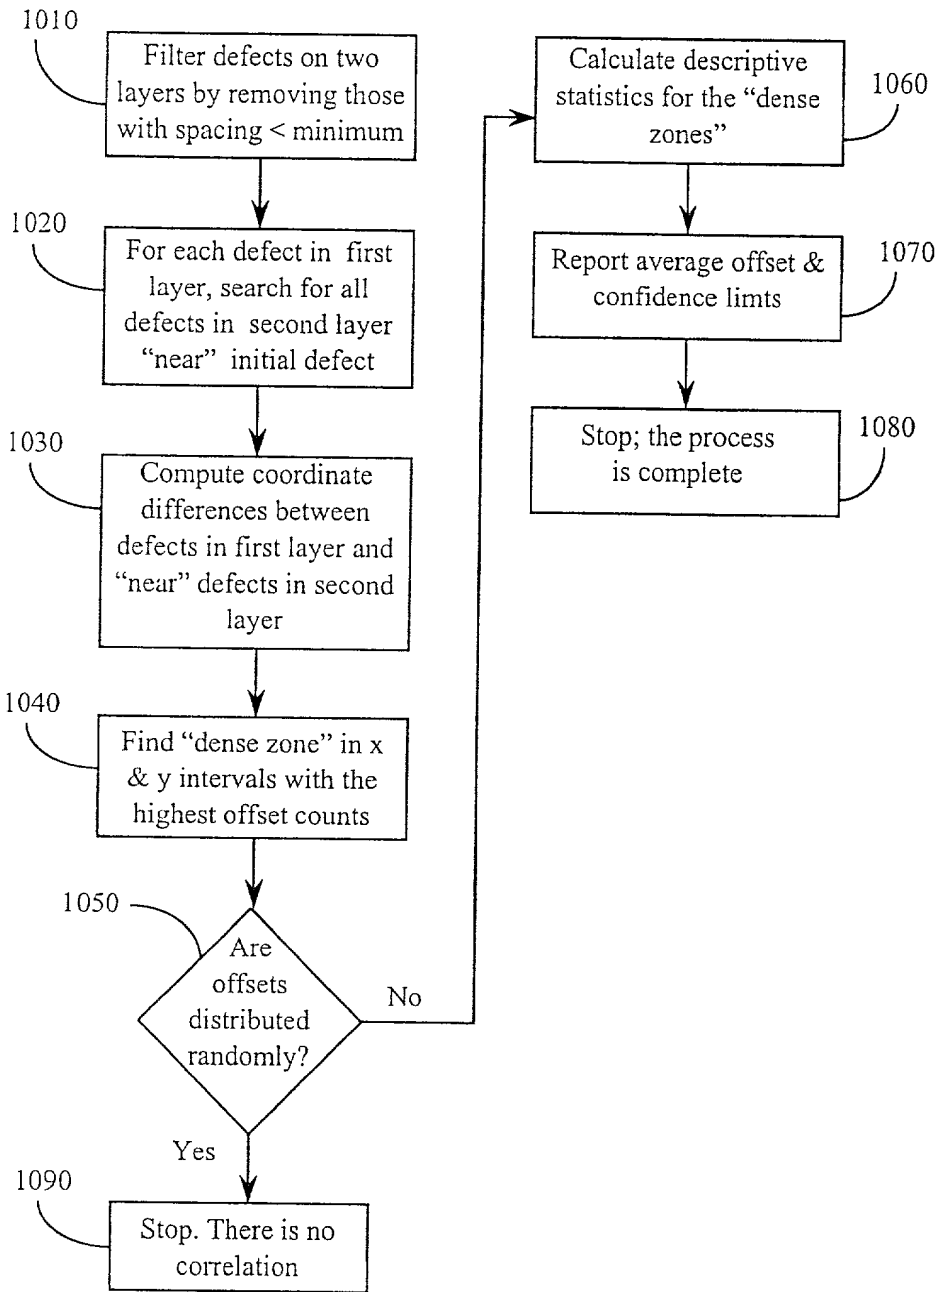 1010
Filter defects on two
layers by removing those
with spacing < minimum
1020
For each defect in first
layer, search for all
defects in second layer
“near” initial defect
1030
Compute coordinate
differences between
defects in first layer and
“near” defects in second
layer
1040
Find “dense zone” in x
& y intervals with the
highest offset counts
1050
Are
offsets
distributed
randomly?
No
Yes
1090
Stop. There is no
correlation
Calculate descriptive
statistics for the “dense
zones”
1060
Report average offset &
confidence limts
1070
Stop; the process
is complete
1080